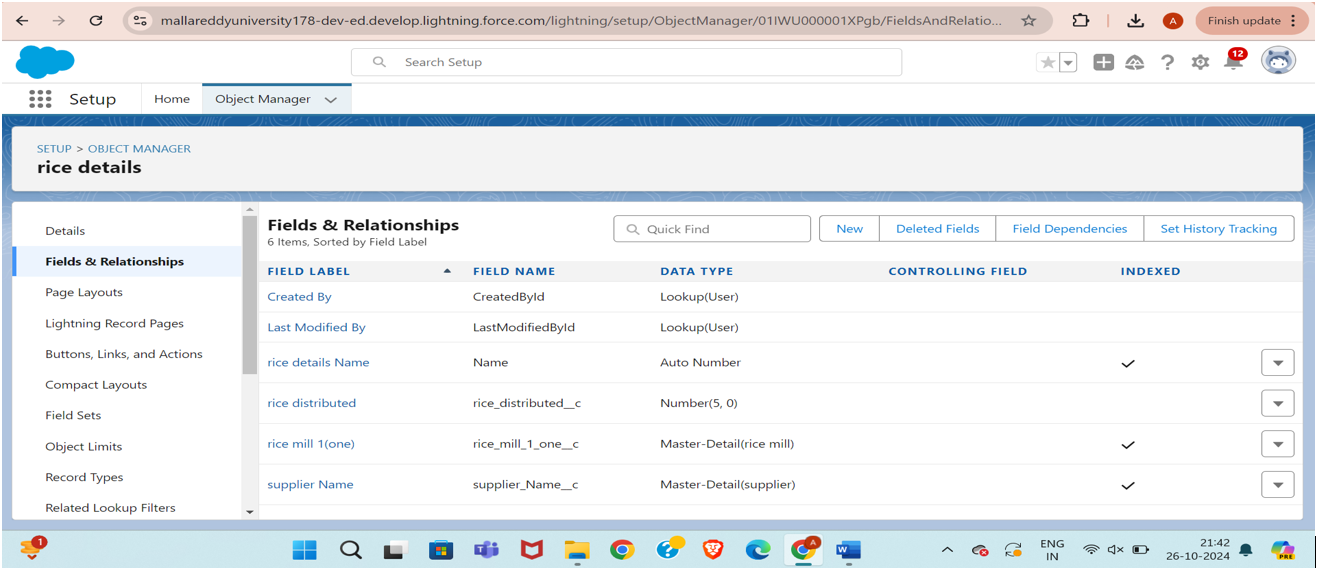 mallareddyuniversity178-dev-ed.develop.lightning.force.com/lightning/setup/ObjectManager/01IWU000001XPgb/FieldsAndRelatio...
A
Finish update
Search Setup
12
Setup
Home
Object Manager
SETUP > OBJECT MANAGER
rice details
Details
Fields & Relationships
Page Layouts
Lightning Record Pages
Buttons, Links, and Actions
Compact Layouts
Field Sets
Object Limits
Record Types
Related Lookup Filters
Fields & Relationships
6 Items, Sorted by Field Label
Quick Find
New
Deleted Fields
Field Dependencies
Set History Tracking
FIELD LABEL FIELD NAME DATA TYPE CONTROLLING FIELD INDEXED
Created By CreatedById Lookup(User)
Last Modified By LastModifiedById Lookup(User)
rice details Name Name Auto Number
rice distributed rice_distributed__c Number(5, 0)
rice mill 1(one) rice_mill_1_one__c Master-Detail(rice mill)
supplier Name supplier_Name__c Master-Detail(supplier)
1
A
W
ENG
IN
21:42
26-10-2024
PRE